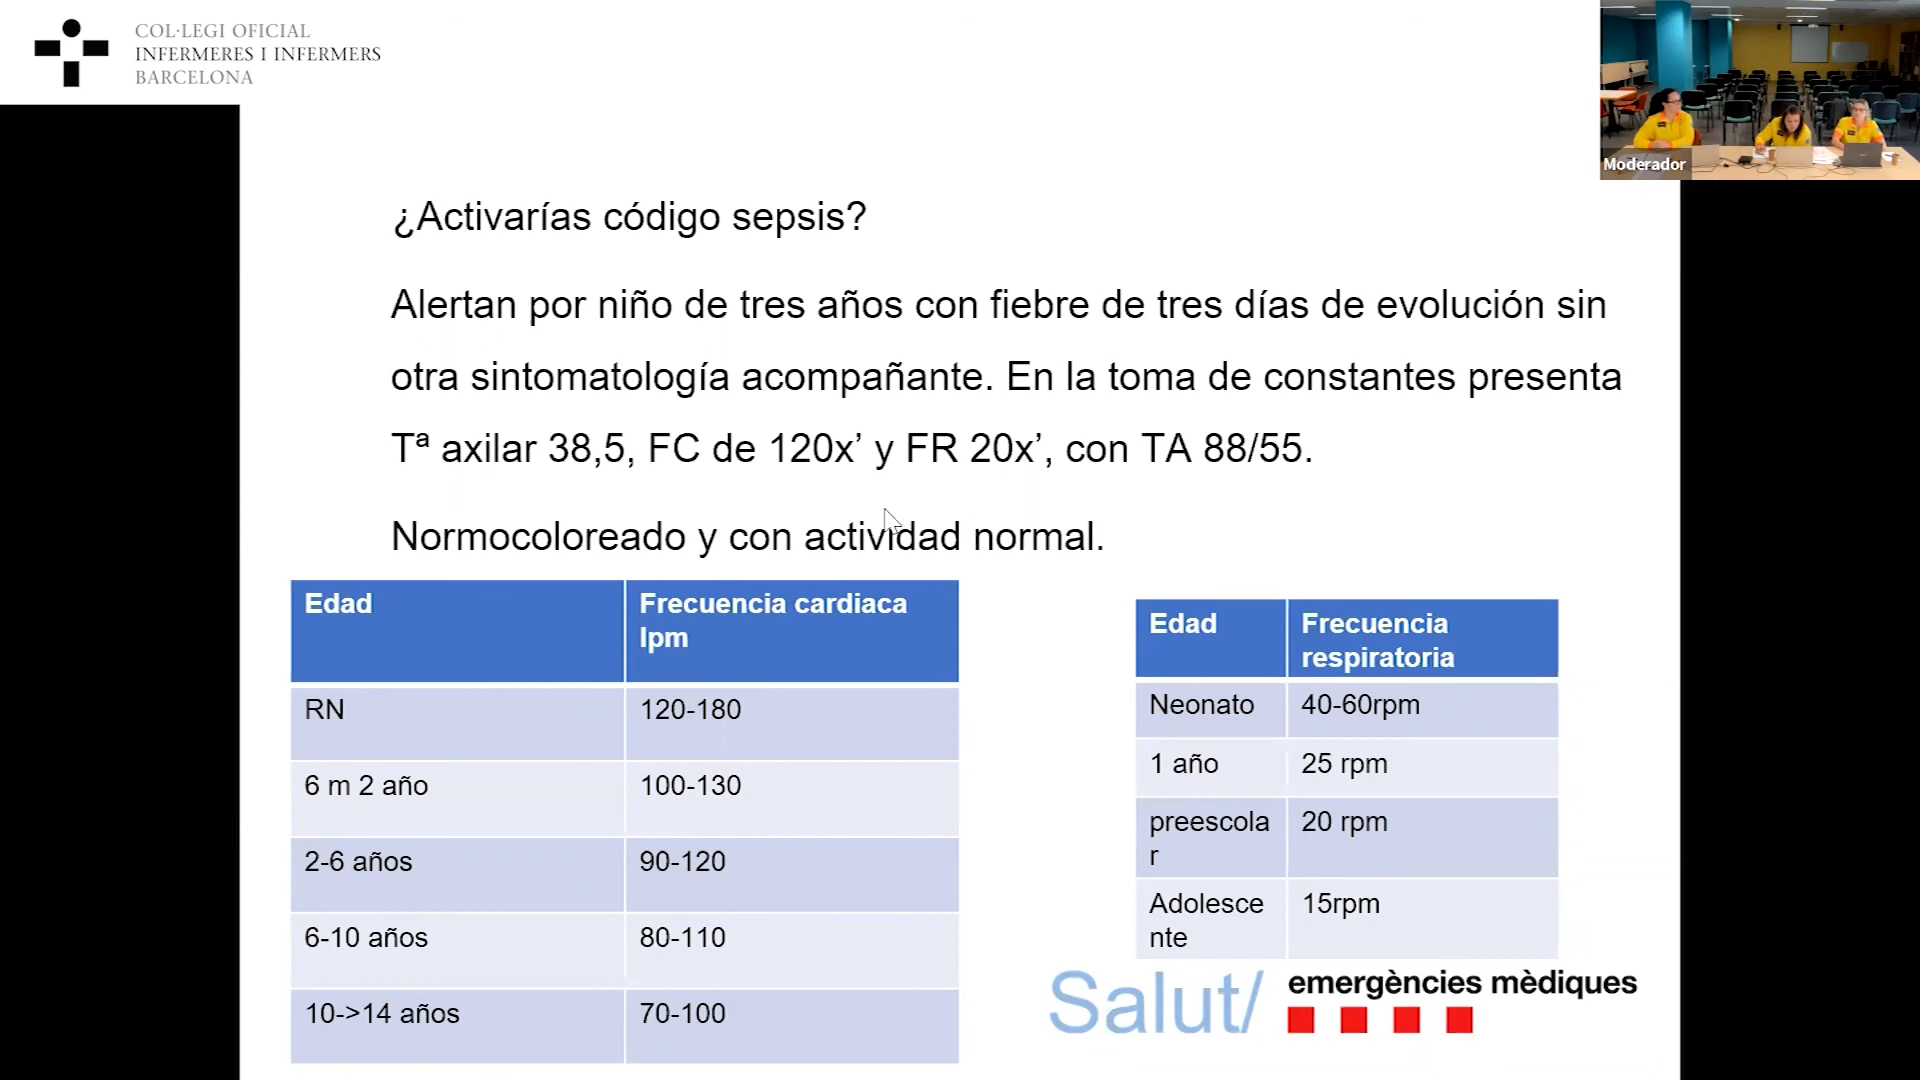 COL·LEGI OFICIAL
INFERMERES I INFERMERS
BARCELONA
Moderador
¿Activarías código sepsis?
Alertan por niño de tres años con fiebre de tres días de evolución sin
otra sintomatología acompañante. En la toma de constantes presenta
Tª axilar 38,5, FC de 120x’ y FR 20x’, con TA 88/55.
Normocoloreado y con actividad normal.
Edad Frecuencia cardiaca
lpm
RN 120-180
6 m 2 año 100-130
2-6 años 90-120
6-10 años 80-110
10->14 años 70-100
Edad Frecuencia
respiratoria
Neonato 40-60rpm
1 año 25 rpm
preescola 20 rpm
r
Adolesce 15rpm
nte
Salut/ emergències mèdiques